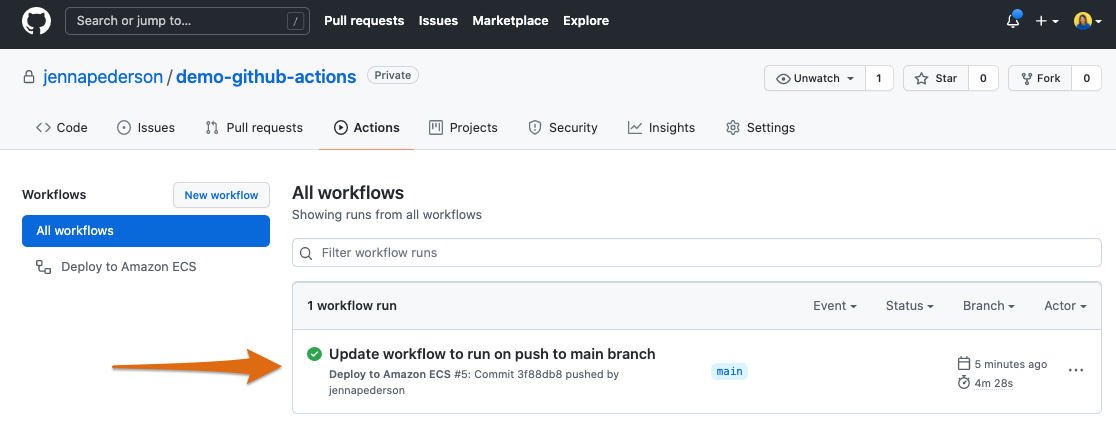 Search or jump to… / Pull requests Issues Marketplace Explore
jennapederson / demo-github-actions Private Unwatch 1 Star 0 Fork 0
Code Issues Pull requests Actions Projects Security Insights Settings
Workflows New workflow
All workflows
Deploy to Amazon ECS
All workflows
Showing runs from all workflows
Filter workflow runs
1 workflow run Event Status Branch Actor
Update workflow to run on push to main branch
Deploy to Amazon ECS #5: Commit 3f88db8 pushed by
jennapederson
main
5 minutes ago
4m 28s